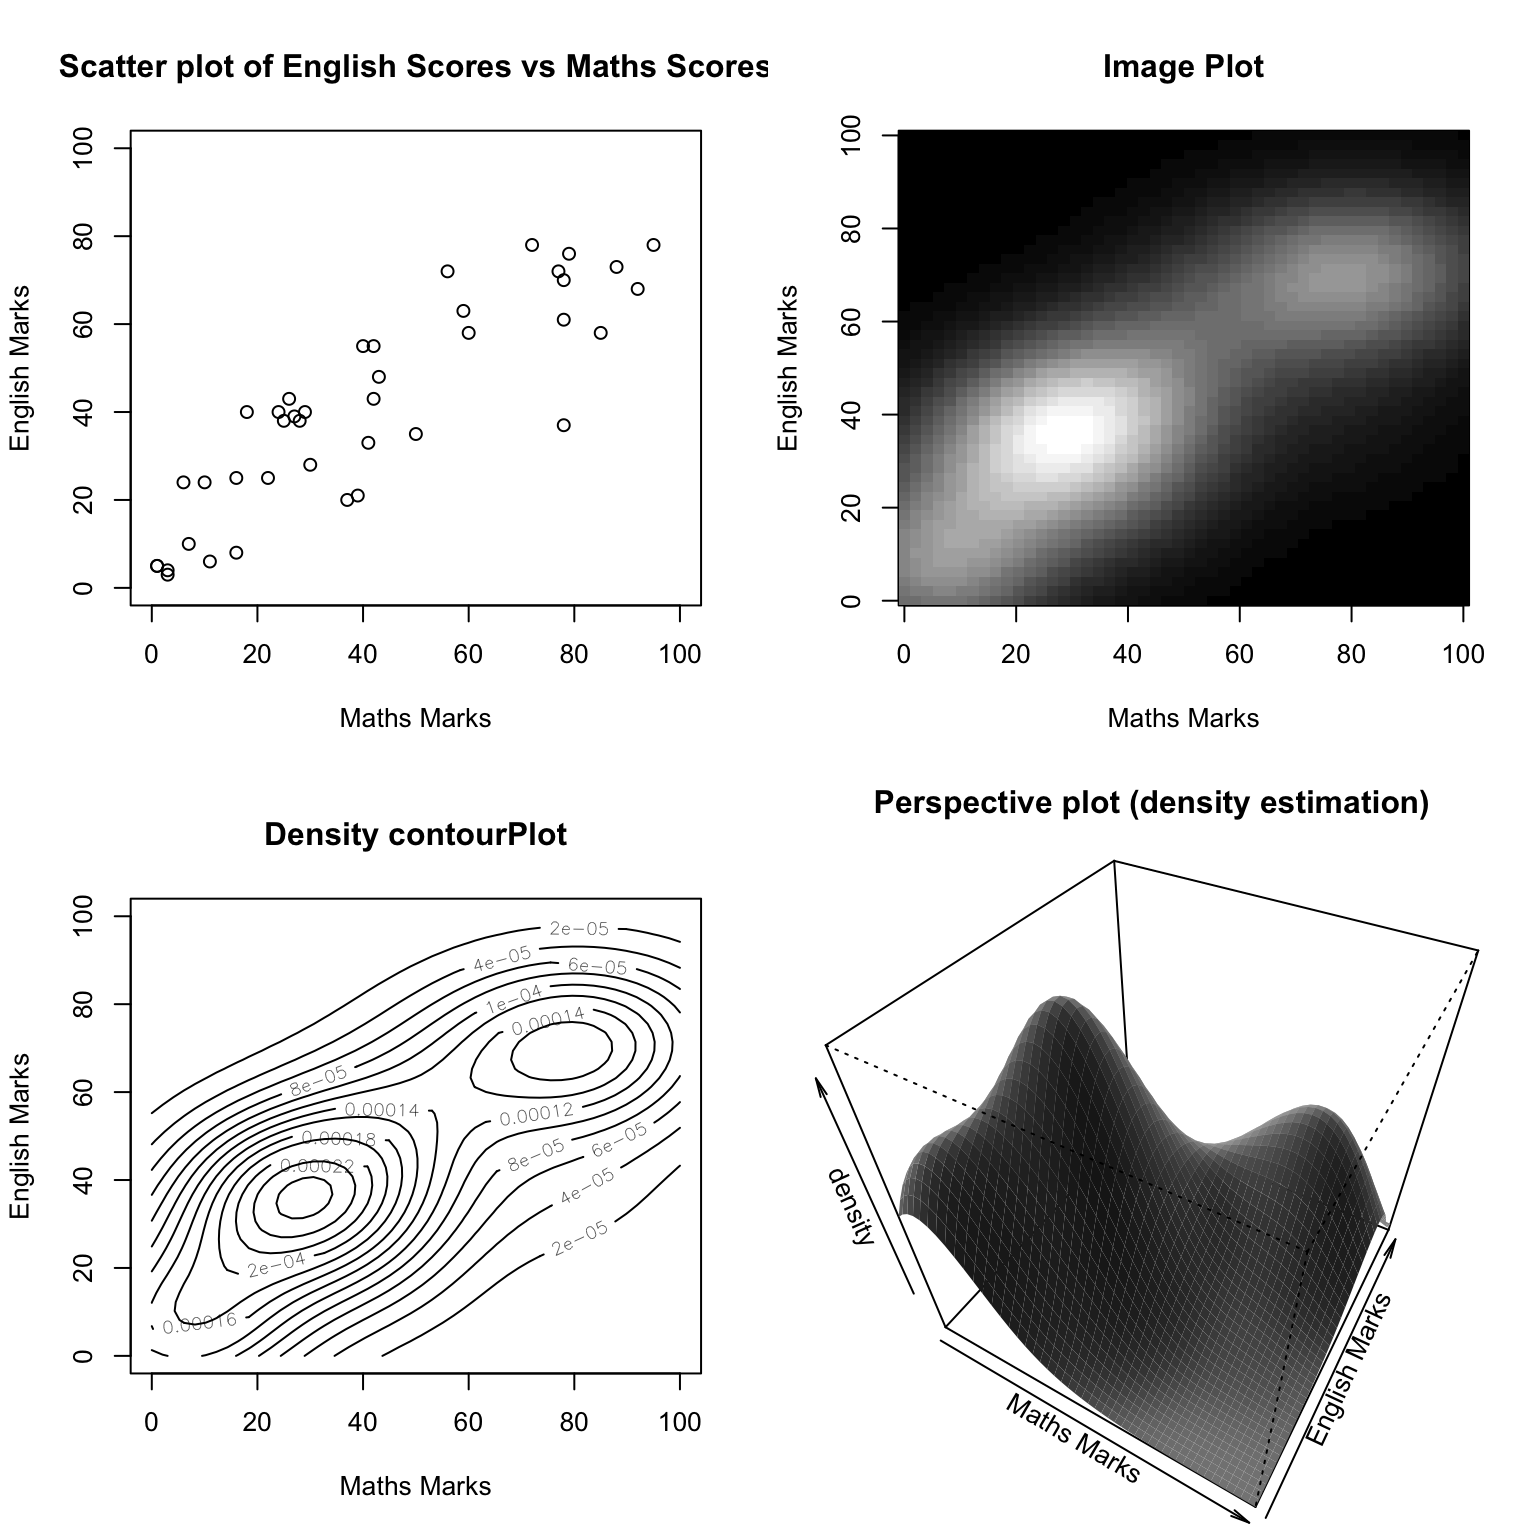 Scatter plot of English Scores vs Maths Scores
100
80
60
40
20
0
English Marks
0 20 40 60 80 100
Maths Marks
Image Plot
100
80
60
40
20
0
English Marks
0 20 40 60 80 100
Maths Marks
Density contourPlot
100
80
60
40
20
0
English Marks
2e−05
4e−05
6e−05
1e−04
0.00014
8e−05
0.00014
0.00012
0.00018
6e−05
8e−05
0.00022
4e−05
2e−05
2e−04
0.00016
0 20 40 60 80 100
Maths Marks
Perspective plot (density estimation)
density
Maths Marks
English Marks